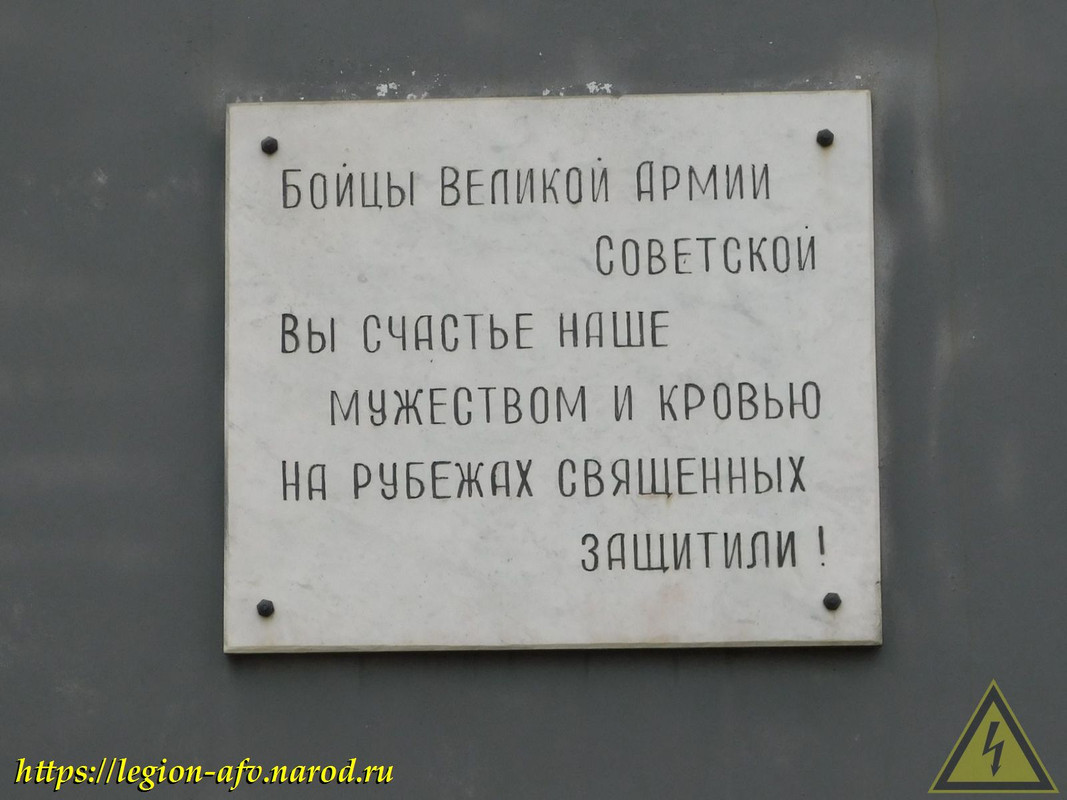 Бойцы великой Армии
советской
Вы счастье наше
мужеством и кровью
на рубежах священных
защитили!
https://legion-afv.narod.ru